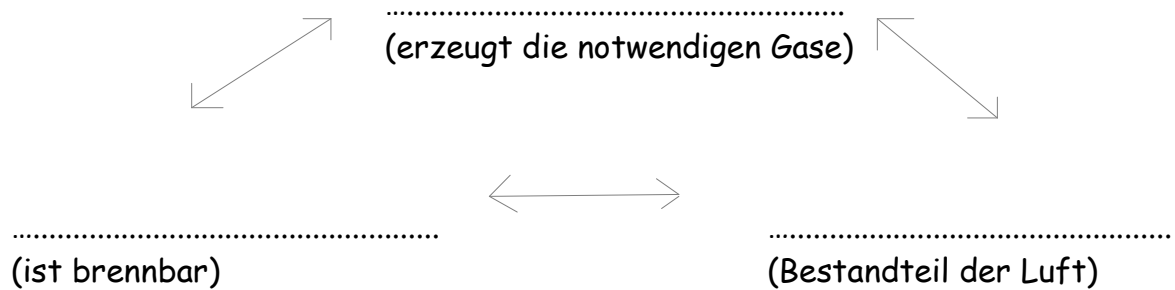 ..........................................................
(erzeugt die notwendigen Gase)
......................................................
(ist brennbar)
...................................................
(Bestandteil der Luft)